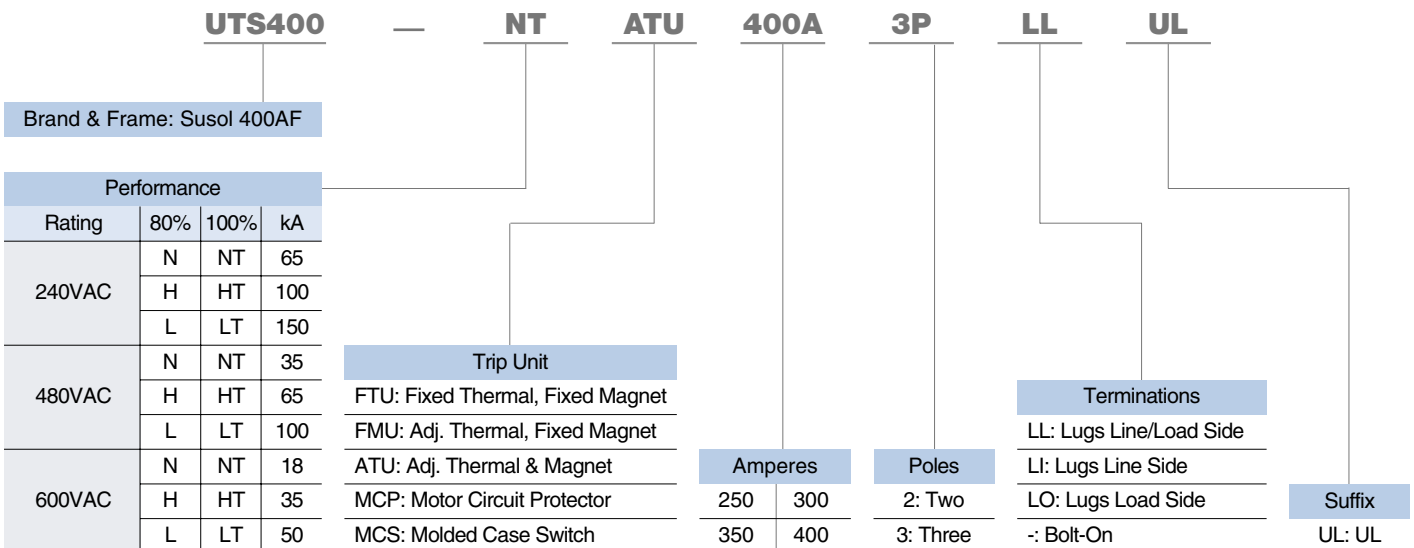 UTS400 — NT ATU 400A 3P LL UL
Brand & Frame: Susol 400AF
Performance
Rating 80% 100% kA
240VAC
N NT 65
H HT 100
L LT 150
480VAC
N NT 35
H HT 65
L LT 100
600VAC
N NT 18
H HT 35
L LT 50
Trip Unit
FTU: Fixed Thermal, Fixed Magnet
FMU: Adj. Thermal, Fixed Magnet
ATU: Adj. Thermal & Magnet
MCP: Motor Circuit Protector
MCS: Molded Case Switch
Amperes
250 300
350 400
Poles
2: Two
3: Three
Terminations
LL: Lugs Line/Load Side
LI: Lugs Line Side
LO: Lugs Load Side
-: Bolt-On
Suffix
UL: UL